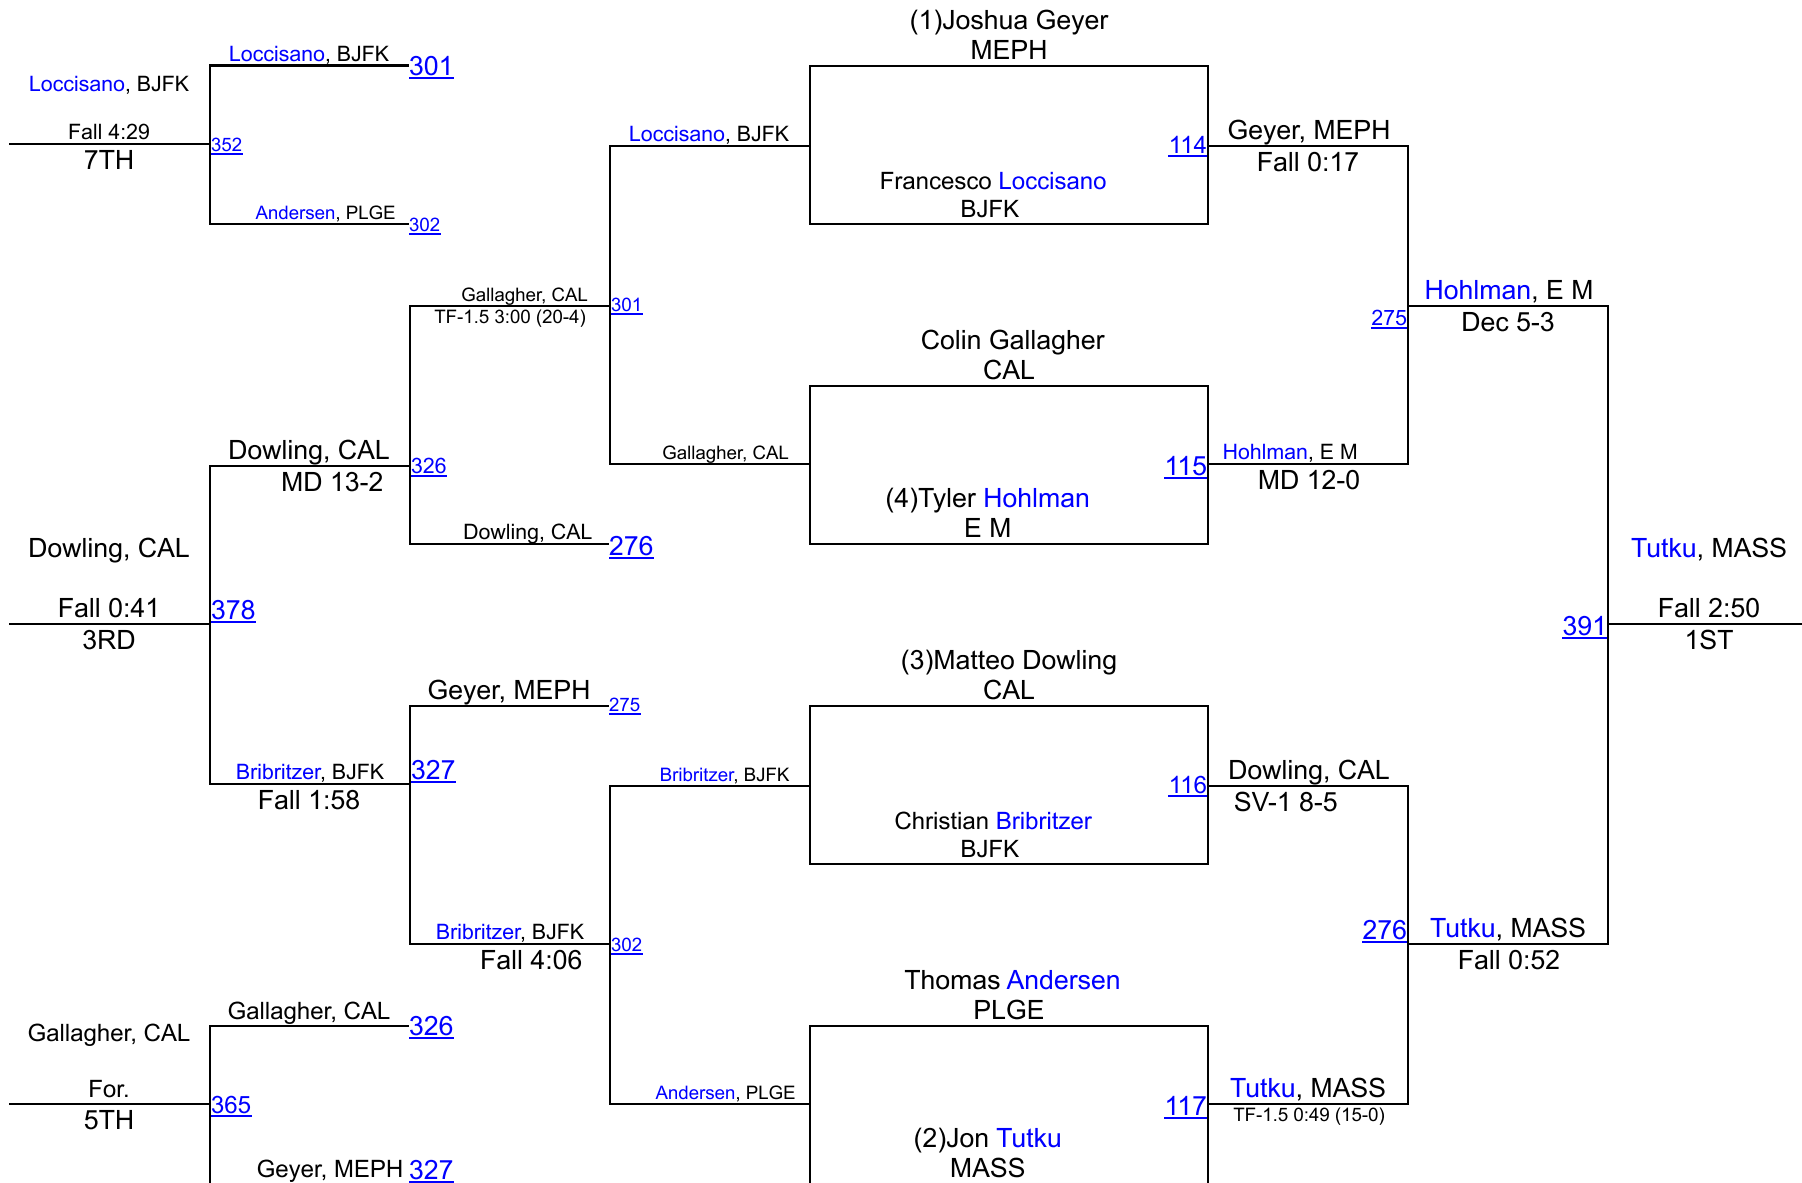 (1)Joshua Geyer
MEPH
Loccisano, BJFK
301
Loccisano, BJFK
Fall 4:29
352
7TH
Andersen, PLGE
302
Loccisano, BJFK
114
Geyer, MEPH
Fall 0:17
Francesco Loccisano
BJFK
Gallagher, CAL
TF-1.5 3:00 (20-4)
301
Hohlman, E M
275
Dec 5-3
Colin Gallagher
CAL
Dowling, CAL
326
MD 13-2
Gallagher, CAL
115
Hohlman, E M
MD 12-0
(4)Tyler Hohlman
E M
Dowling, CAL
276
Dowling, CAL
Fall 0:41
378
3RD
Tutku, MASS
Fall 2:50
391
1ST
(3)Matteo Dowling
CAL
Geyer, MEPH
275
Bribritzer, BJFK
327
Fall 1:58
Bribritzer, BJFK
116
Dowling, CAL
SV-1 8-5
Christian Bribritzer
BJFK
Bribritzer, BJFK
302
Fall 4:06
276
Tutku, MASS
Fall 0:52
Thomas Andersen
PLGE
Gallagher, CAL
326
Gallagher, CAL
For.
365
5TH
Andersen, PLGE
117
Tutku, MASS
TF-1.5 0:49 (15-0)
(2)Jon Tutku
MASS
Geyer, MEPH
327